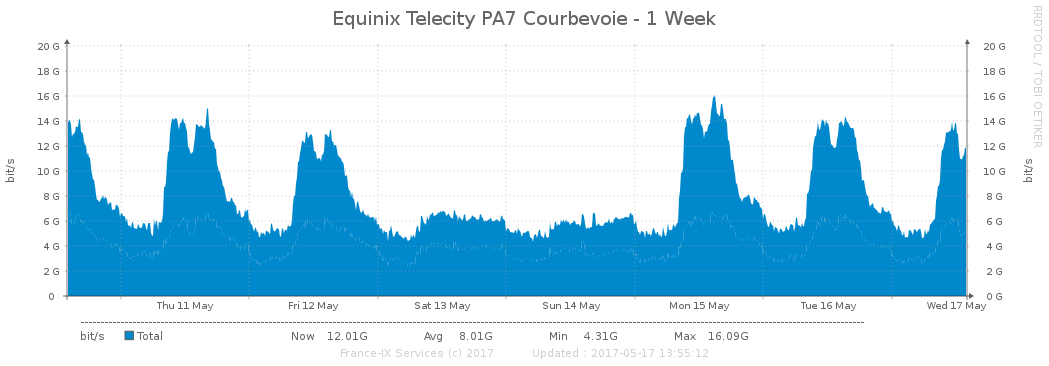 Equinix Telecity PA7 Courbevoie - 1 Week
RRDTOOL / TOBI OETIKER
20 G 20 G
18 G 18 G
16 G 16 G
14 G 14 G
12 G 12 G
10 G 10 G
8 G 8 G
6 G 6 G
4 G 4 G
2 G 2 G
0 0 G
bit/s
bit/s
Thu 11 May Fri 12 May Sat 13 May Sun 14 May Mon 15 May Tue 16 May Wed 17 May
bit/s Total Now 12.01G Avg 8.01G Min 4.31G Max 16.09G
France-IX Services (c) 2017 Updated : 2017-05-17 13:55:12